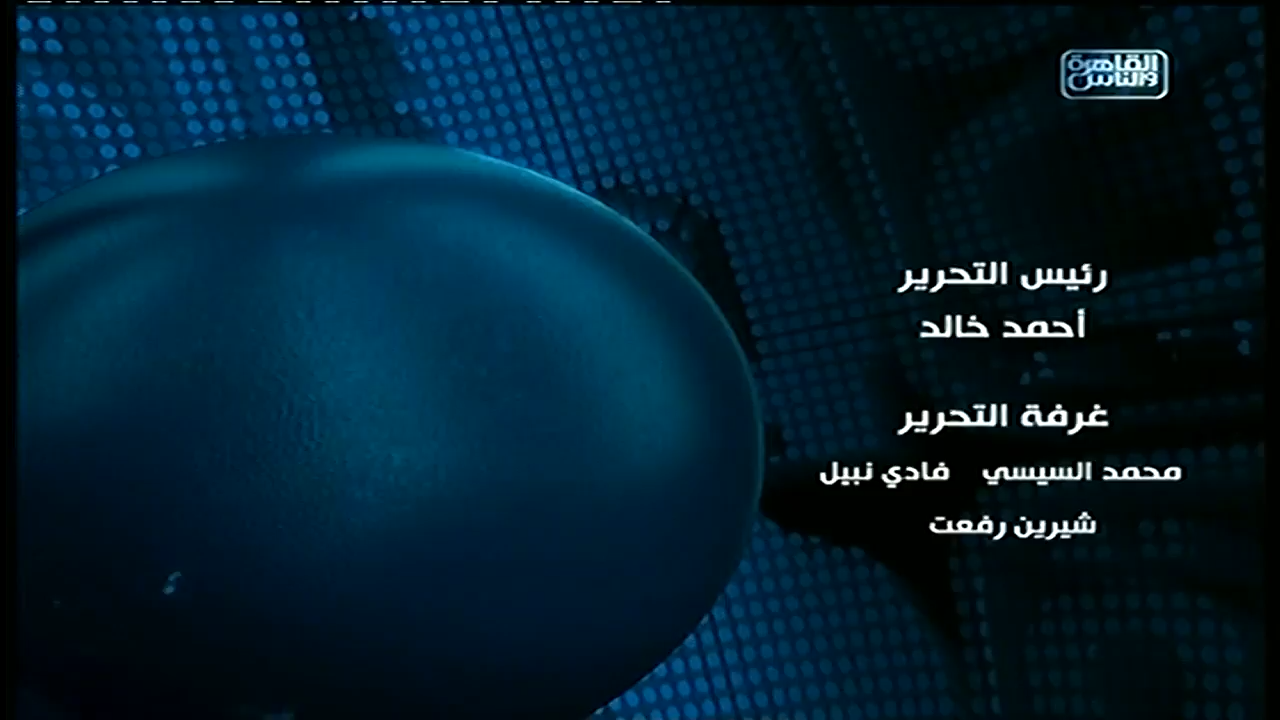 القاهرة
والناس
رئيس التحرير
أحمد خالد
غرفة التحرير
محمد السيسي فادي نبيل
شيرين رفعت